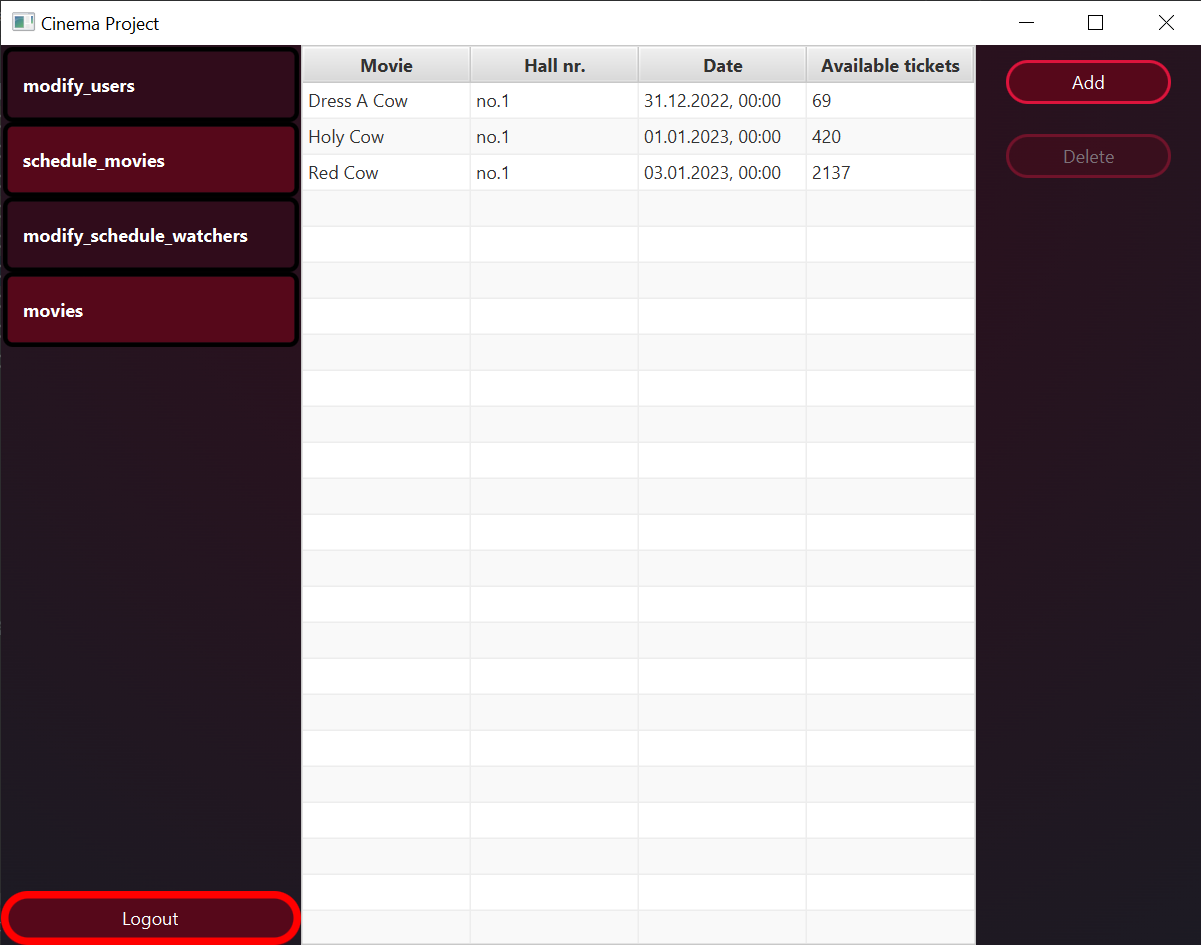 Cinema Project
modify_users
schedule_movies
modify_schedule_watchers
movies
Logout
Movie Hall nr. Date Available tickets
Dress A Cow no.1 31.12.2022, 00:00 69
Holy Cow no.1 01.01.2023, 00:00 420
Red Cow no.1 03.01.2023, 00:00 2137
Add
Delete